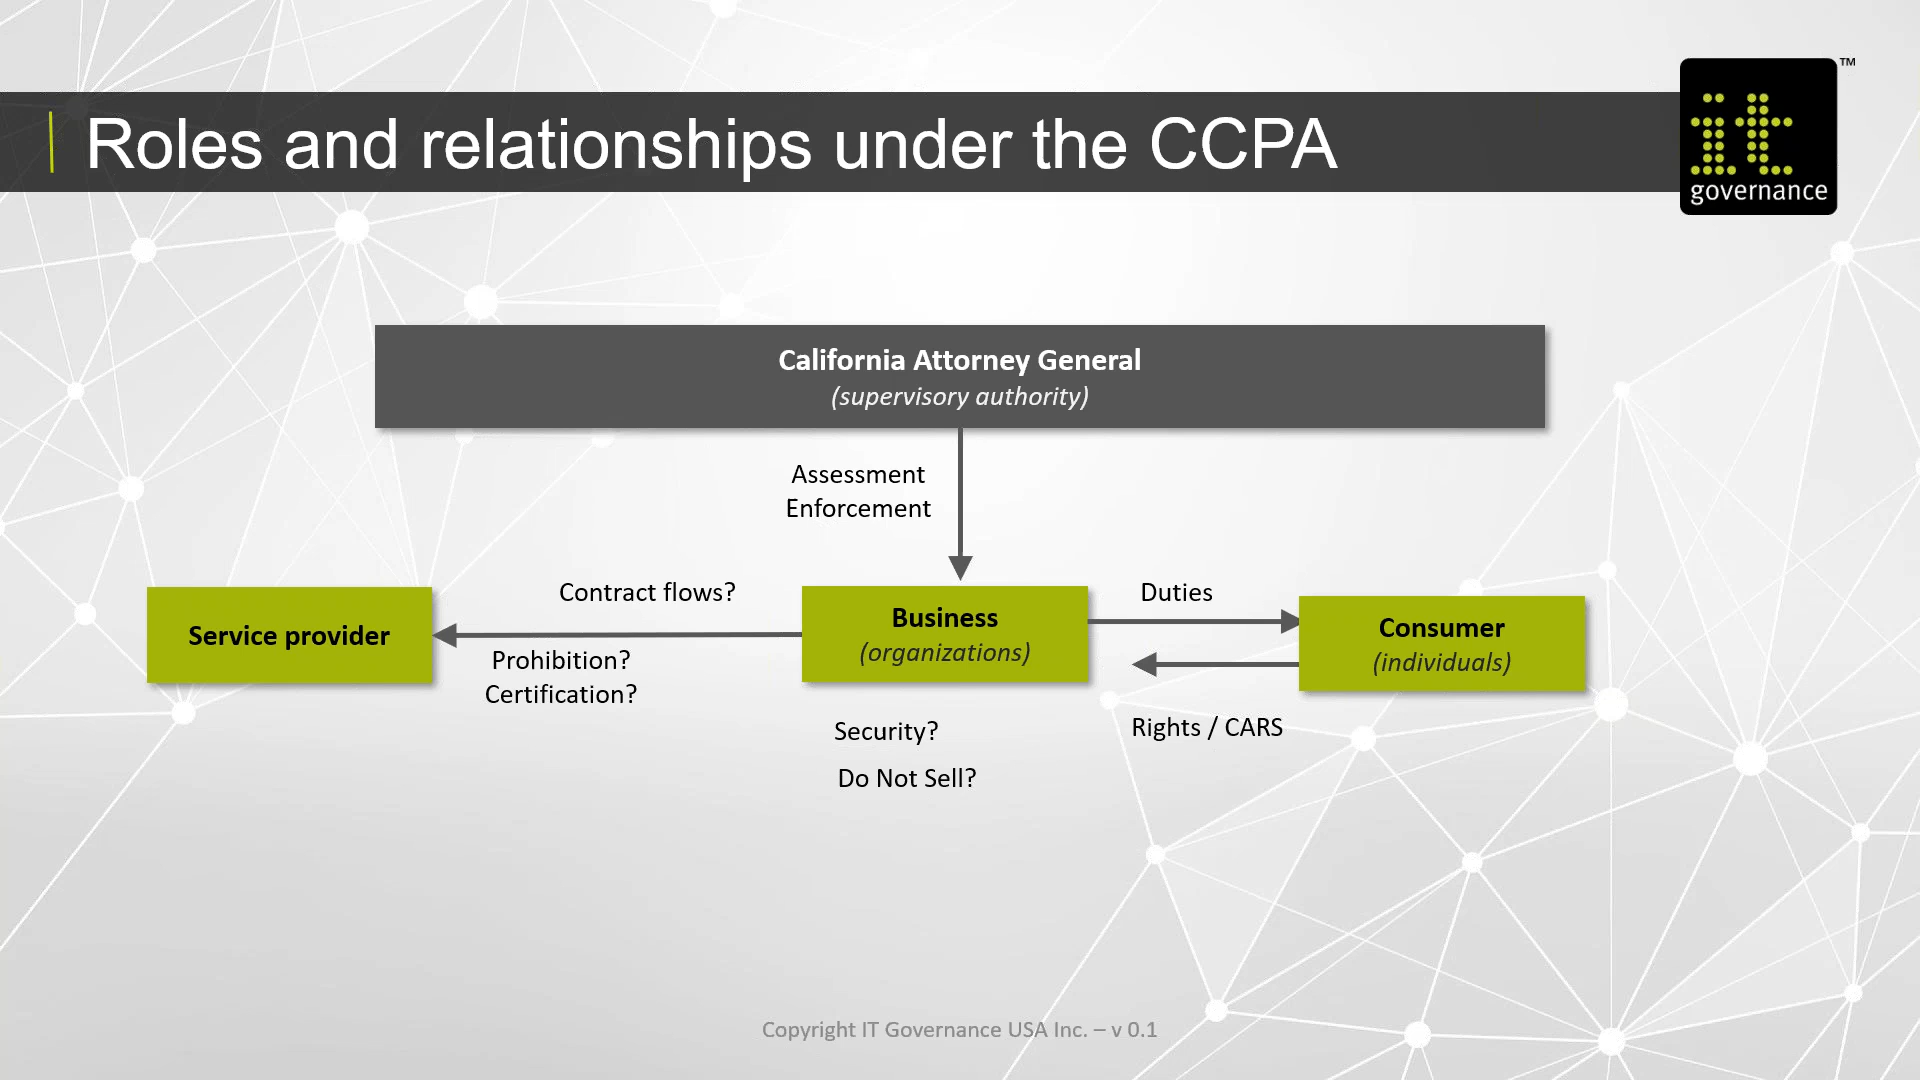 Roles and relationships under the CCPA
it
governance
™
California Attorney General
(supervisory authority)
Assessment
Enforcement
Contract flows?
Service provider
Prohibition?
Certification?
Business
(organizations)
Duties
Consumer
(individuals)
Rights / CARS
Security?
Do Not Sell?
Copyright IT Governance USA Inc. – v 0.1